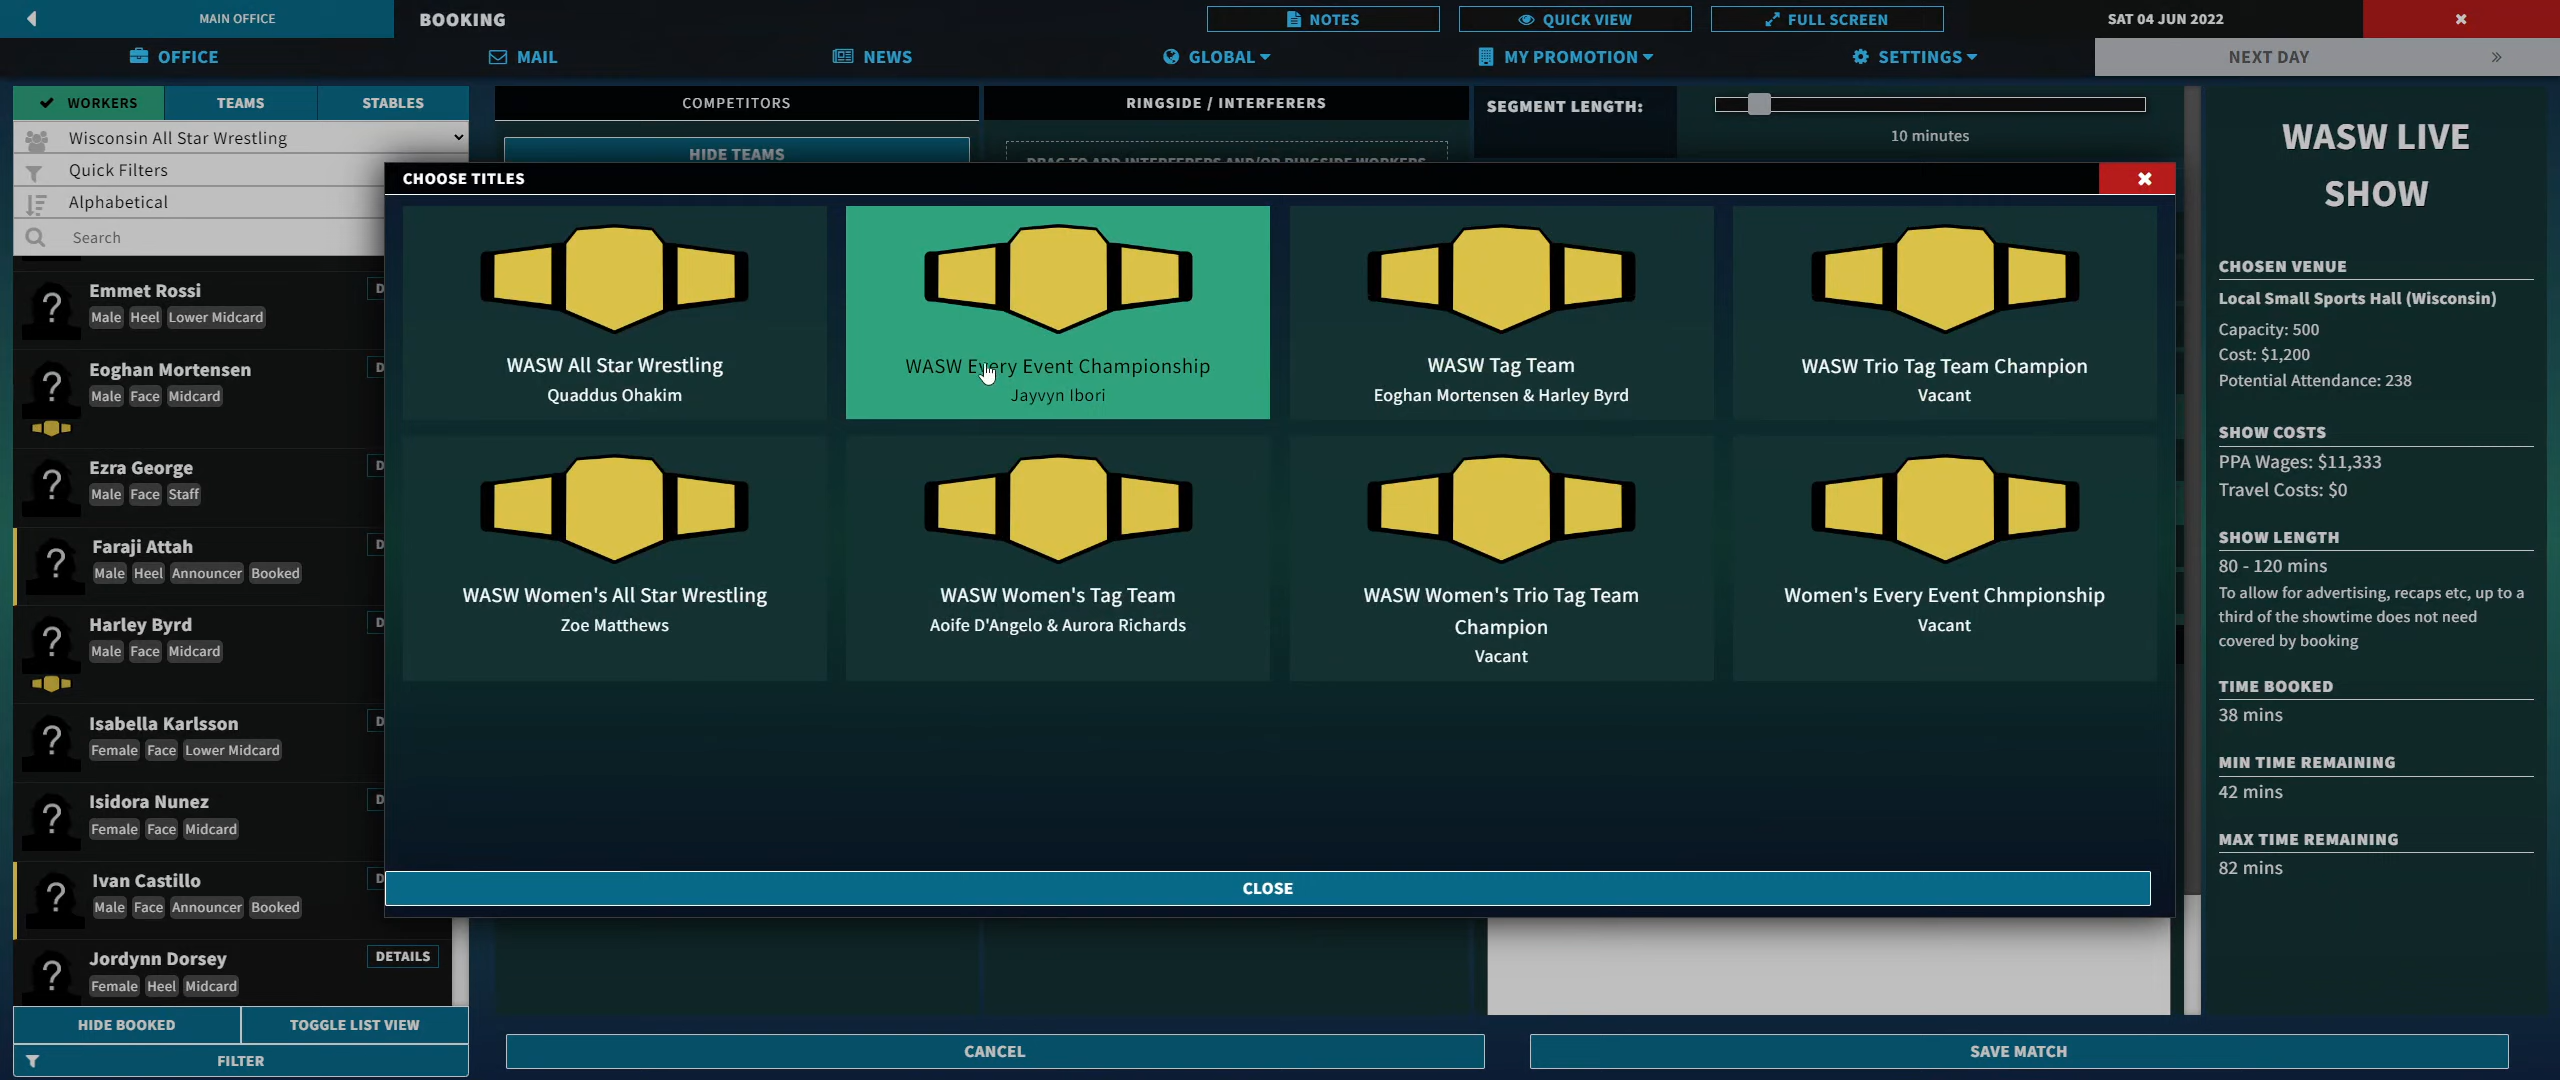 MAIN OFFICE
BOOKING
NOTES
QUICK VIEW
FULL SCREEN
SAT 04 JUN 2022
OFFICE
MAIL
NEWS
GLOBAL
MY PROMOTION
SETTINGS
NEXT DAY
WORKERS
TEAMS
STABLES
Wisconsin All Star Wrestling
Quick Filters
Alphabetical
Search
Emmet Rossi
Male Heel Lower Midcard
D
Eoghan Mortensen
Male Face Midcard
D
Ezra George
Male Face Staff
D
Faraji Attah
Male Heel Announcer Booked
D
Harley Byrd
Male Face Midcard
D
Isabella Karlsson
Female Face Lower Midcard
D
Isidora Nunez
Female Face Midcard
D
Ivan Castillo
Male Face Announcer Booked
D
Jordynn Dorsey
Female Heel Midcard
DETAILS
HIDE BOOKED
TOGGLE LIST VIEW
FILTER
COMPETITORS
HIDE TEAMS
RINGSIDE / INTERFERERS
DRAG TO ADD INTERFERERS AND/OR RINGSIDE WORKERS
SEGMENT LENGTH:
10 minutes
CHOOSE TITLES
WASW All Star Wrestling
Quaddus Ohakim
WASW Every Event Championship
Jayvyn Ibori
WASW Tag Team
Eoghan Mortensen & Harley Byrd
WASW Trio Tag Team Champion
Vacant
WASW Women's All Star Wrestling
Zoe Matthews
WASW Women's Tag Team
Aoife D'Angelo & Aurora Richards
WASW Women's Trio Tag Team
Champion
Vacant
Women's Every Event Chmpionship
Vacant
CLOSE
CANCEL
SAVE MATCH
WASW LIVE
SHOW
CHOSEN VENUE
Local Small Sports Hall (Wisconsin)
Capacity: 500
Cost: $1,200
Potential Attendance: 238
SHOW COSTS
PPA Wages: $11,333
Travel Costs: $0
SHOW LENGTH
80 - 120 mins
To allow for advertising, recaps etc, up to a
third of the showtime does not need
covered by booking
TIME BOOKED
38 mins
MIN TIME REMAINING
42 mins
MAX TIME REMAINING
82 mins